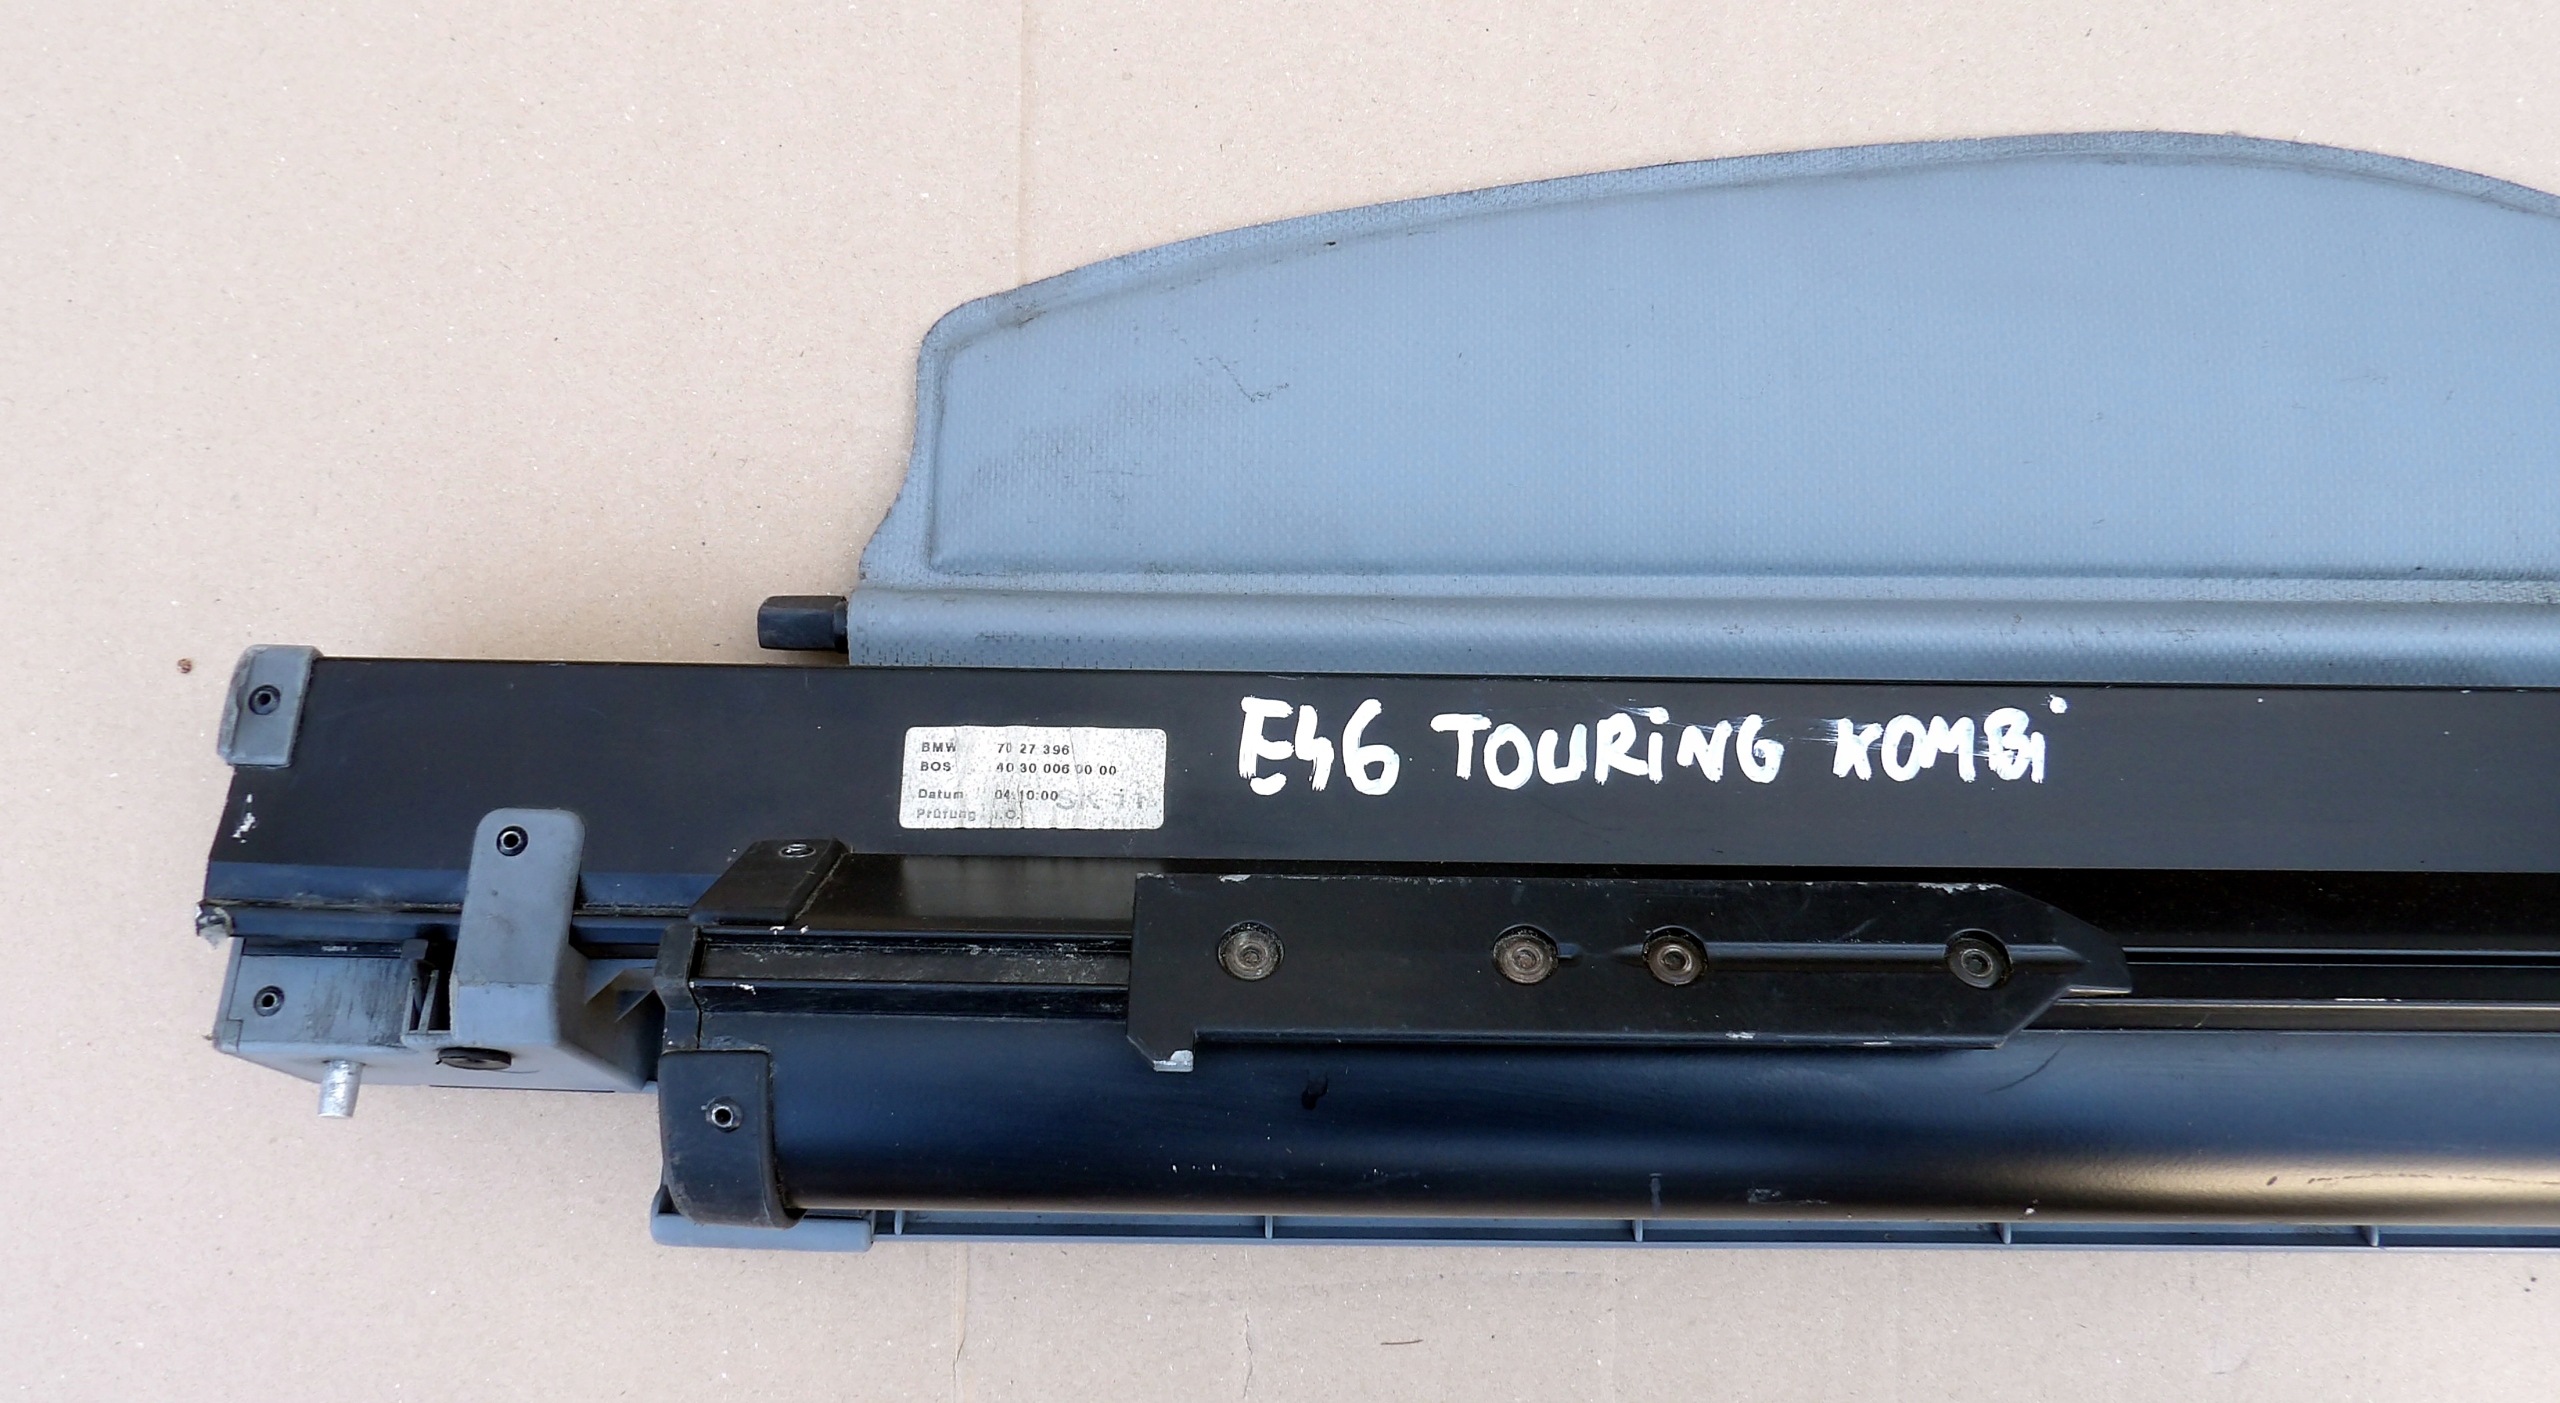 E46 TOURiNG KOMBi
BMW 70 27 396
BOS 40 30 006 00 00
Datum 04.10.00
Prüfung i.O.